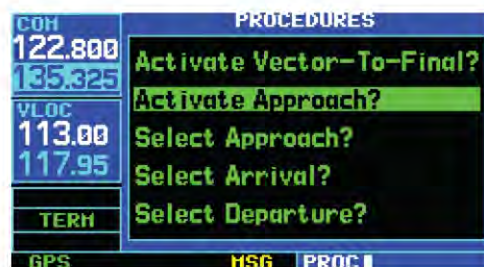 PROCEDURES
COM
122.800
135.325
VLOC
113.00
117.95
TERM
Activate Vector-To-Final?
Activate Approach?
Select Approach?
Select Arrival?
Select Departure?
GPS MSG PROC